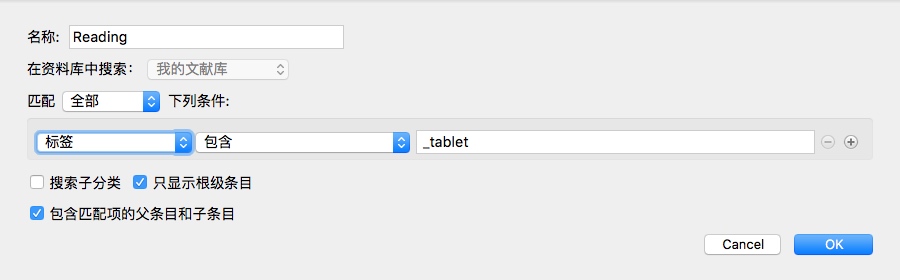 名称: Reading
在资料库中搜索： 我的文献库
匹配 全部 下列条件:
标签 包含 _tablet
搜索子分类 只显示根级条目
包含匹配项的父条目和子条目
Cancel OK